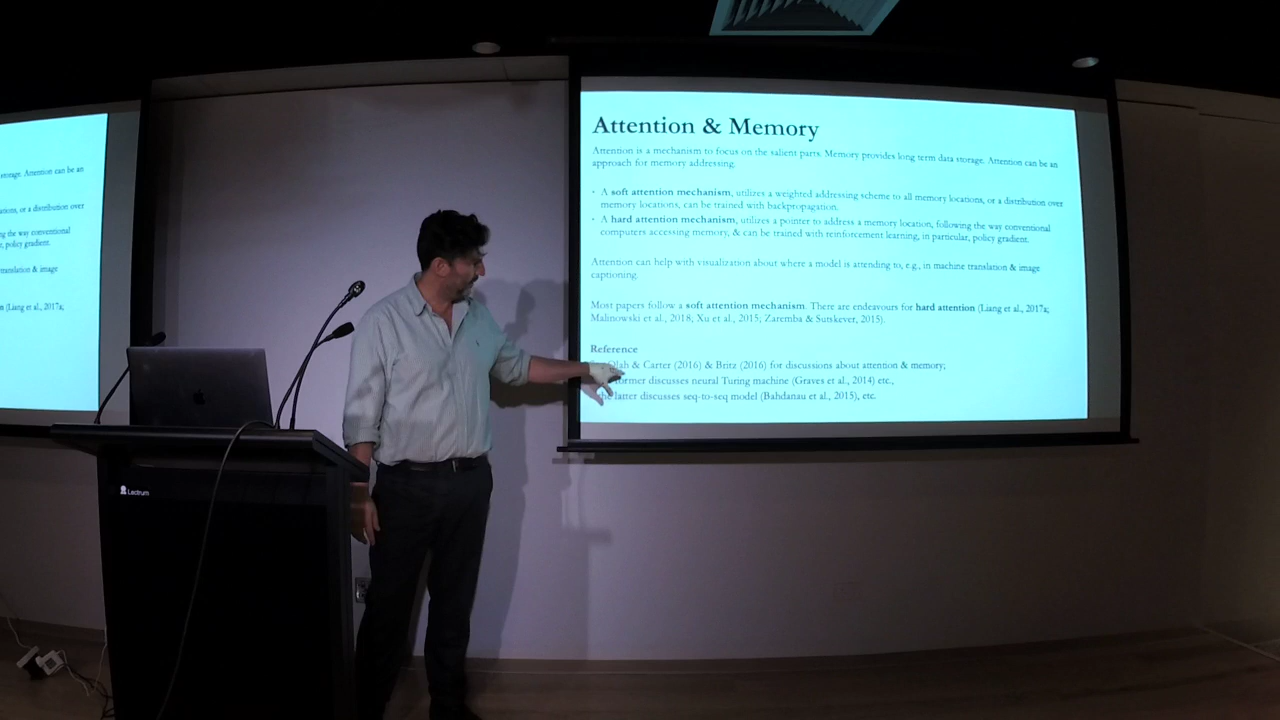 Attention & Memory
Attention is a mechanism to focus on the salient parts. Memory provides long term data storage. Attention can be an
approach for memory addressing.
• A soft attention mechanism, utilizes a weighted addressing scheme to all memory locations, or a distribution over
memory locations, can be trained with backpropagation.
• A hard attention mechanism, utilizes a pointer to address a memory location, following the way conventional
computers accessing memory, & can be trained with reinforcement learning, in particular, policy gradient.
Attention can help with visualization about where a model is attending to, e.g., in machine translation & image
captioning.
Most papers follow a soft attention mechanism. There are endeavours for hard attention (Liang et al., 2017a;
Malinowski et al., 2018; Xu et al., 2015; Zaremba & Sutskever, 2015).
Reference
Olah & Carter (2016) & Britz (2016) for discussions about attention & memory;
former discusses neural Turing machine (Graves et al., 2014) etc.,
latter discusses seq-to-seq model (Bahdanau et al., 2015), etc.
storage. Attention can be an
or a distribution over
the way conventional
policy gradient.
translation & image
(Liang et al., 2017a;
Lectrum